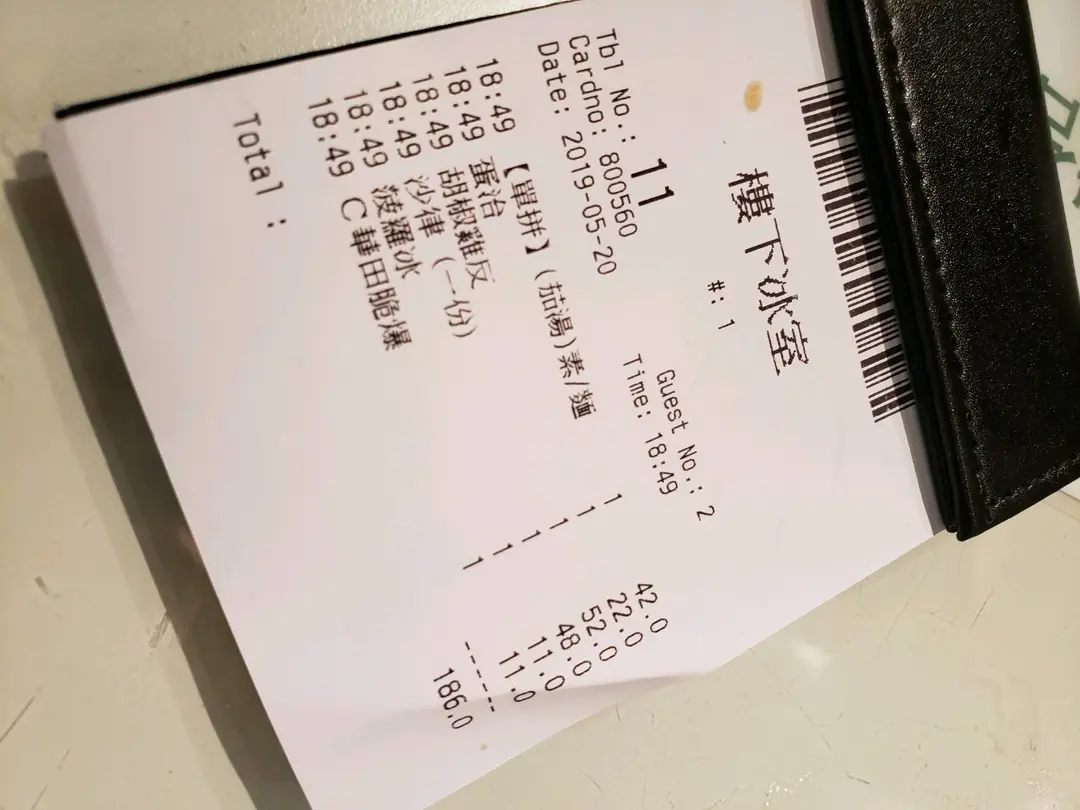 樓下冰室
#: 1
Tbl No.: 11 Guest No.: 2
Cardno: 800560 Time: 18:49
Date: 2019-05-20
18:49 【單拼】(茄湯)素/麵 1 42.0
18:49 蛋治 1 22.0
18:49 胡椒雞反 1 52.0
18:49 沙律 (一份) 1 48.0
18:49 菠羅冰 1 11.0
18:49 C華田脆爆 1 11.0
------
Total : 186.0